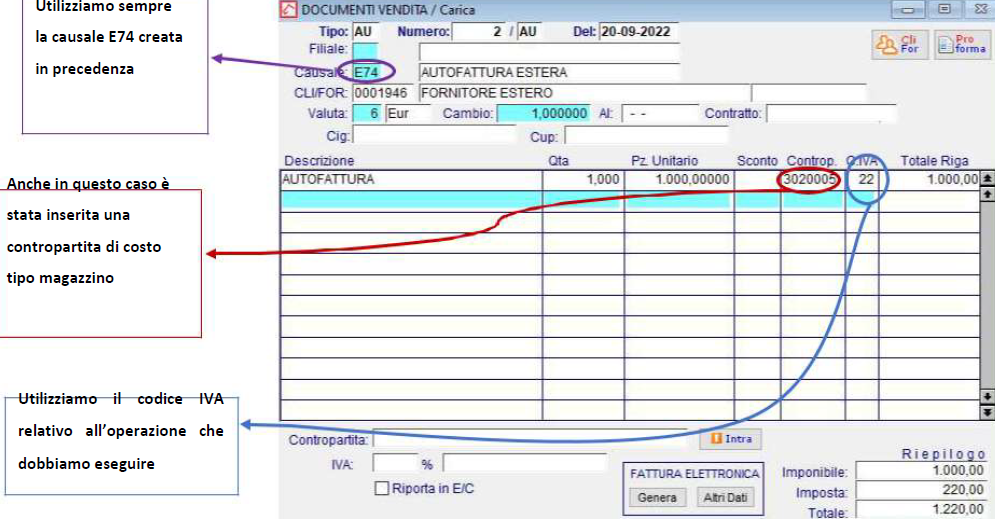 Utilizziamo sempre
la causale E74 creata
in precedenza
Anche in questo caso è
stata inserita una
contropartita di costo
tipo magazzino
Utilizziamo il codice IVA
relativo all'operazione che
dobbiamo eseguire
DOCUMENTI VENDITA / Carica
Tipo: AU Numero: 2 / AU Del: 20-09-2022
Filiale:
Cli For
Pro forma
Causale: E74 AUTOFATTURA ESTERA
CLI/FOR: 0001946 FORNITORE ESTERO
Valuta: 6 Eur Cambio: 1,000000 Al: - - Contratto:
Cig: Cup:
Descrizione Qta Pz. Unitario Sconto Controp. C.IVA Totale Riga
AUTOFATTURA 1,000 1.000,00000 3020005 22 1.000,00
Contropartita: Intra
IVA: %
Riporta in E/C
FATTURA ELETTRONICA
Genera Altri Dati
Riepilogo
Imponibile: 1.000,00
Imposta: 220,00
Totale: 1.220,00